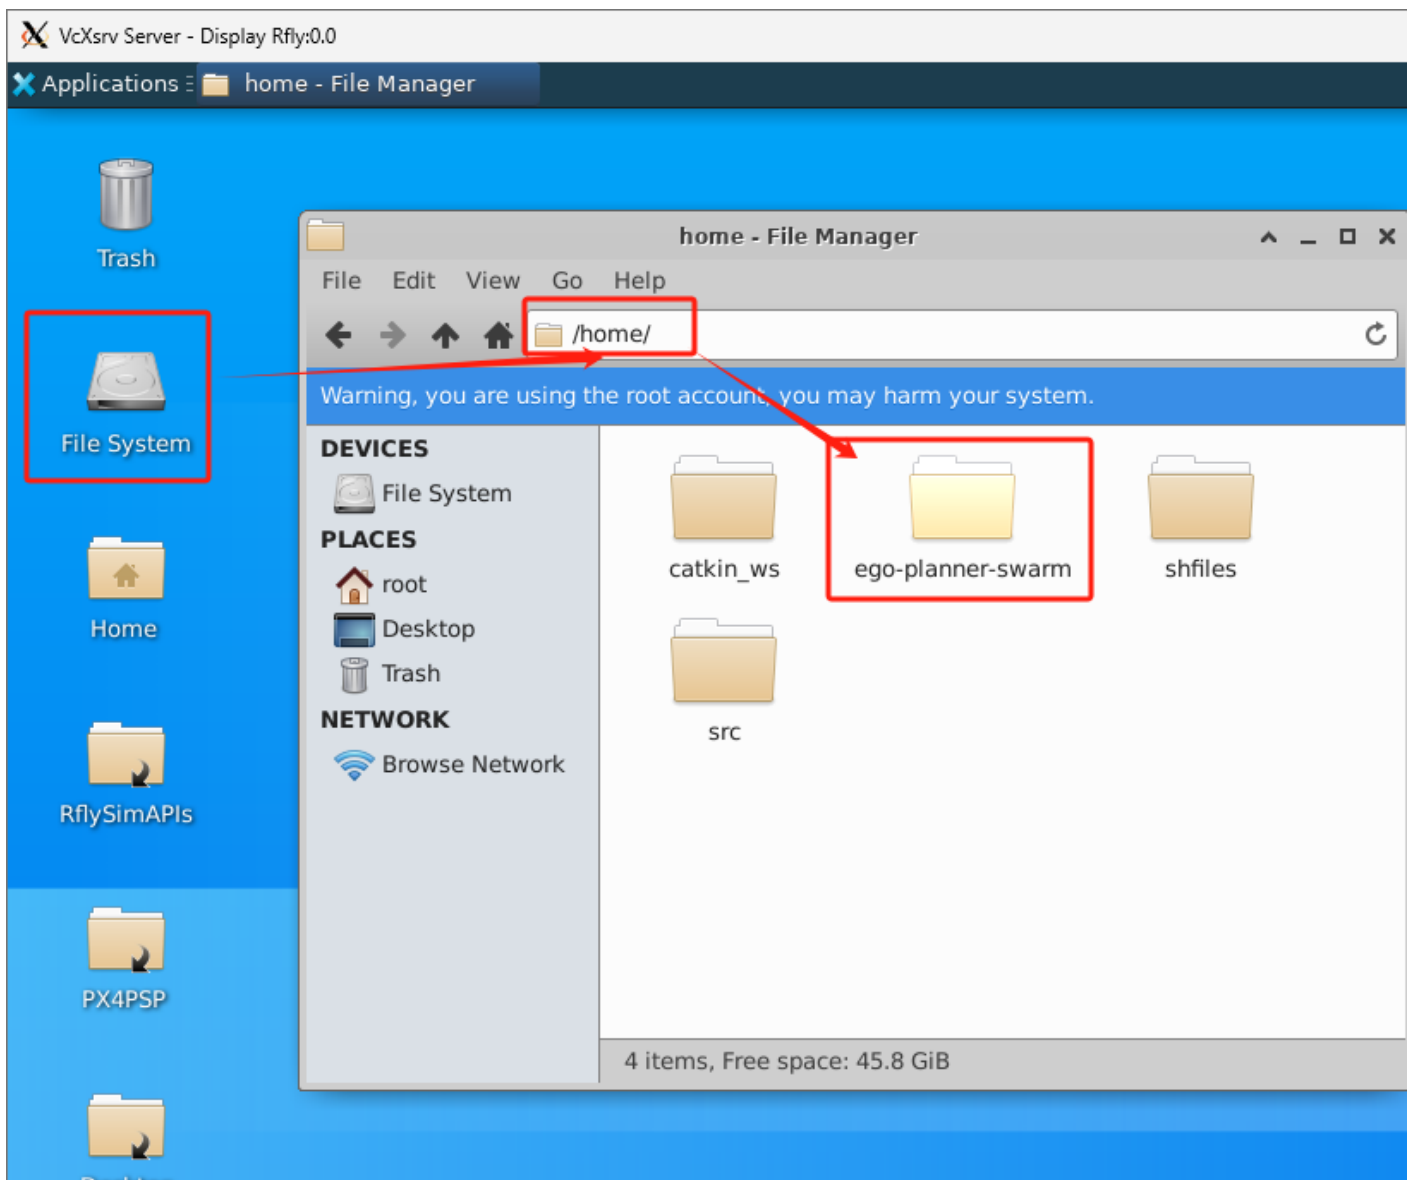 VcXsrv Server - Display Rfly:0.0
Applications
home - File Manager
Trash
File System
Home
RflySimAPIs
PX4PSP
home - File Manager
File Edit View Go Help
/home/
Warning, you are using the root account, you may harm your system.
DEVICES
File System
PLACES
root
Desktop
Trash
NETWORK
Browse Network
catkin_ws
ego-planner-swarm
shfiles
src
4 items, Free space: 45.8 GiB